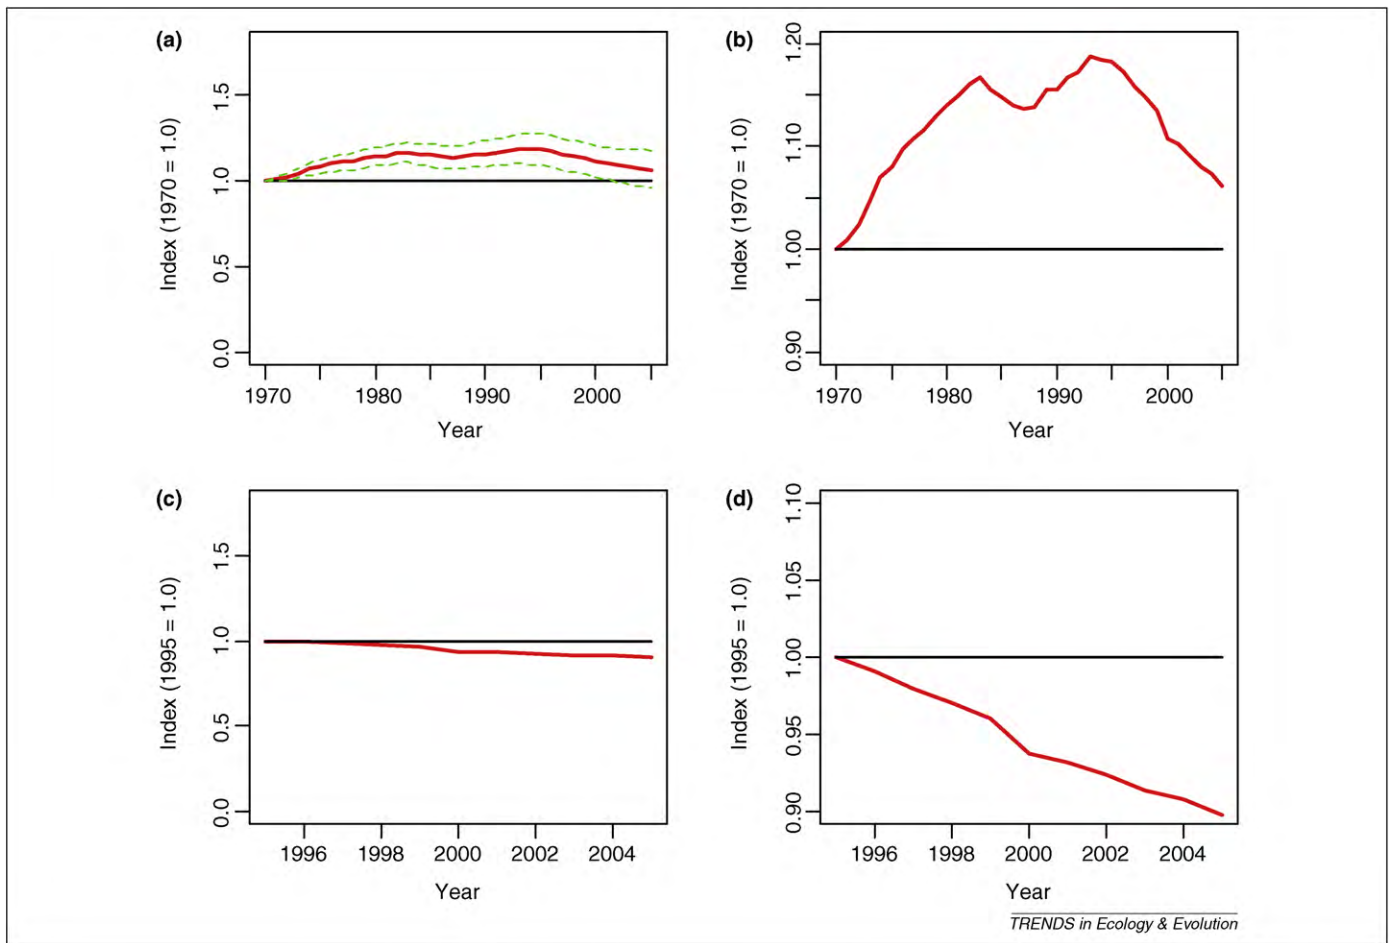 (a)
Index (1970 = 1.0)
1.5
1.0
0.5
0.0
1970 1980 1990 2000
Year
(b)
Index (1970 = 1.0)
1.20
1.10
1.00
0.90
1970 1980 1990 2000
Year
(c)
Index (1995 = 1.0)
1.5
1.0
0.5
0.0
1996 1998 2000 2002 2004
Year
(d)
Index (1995 = 1.0)
1.10
1.05
1.00
0.95
0.90
1996 1998 2000 2002 2004
Year
TRENDS in Ecology & Evolution